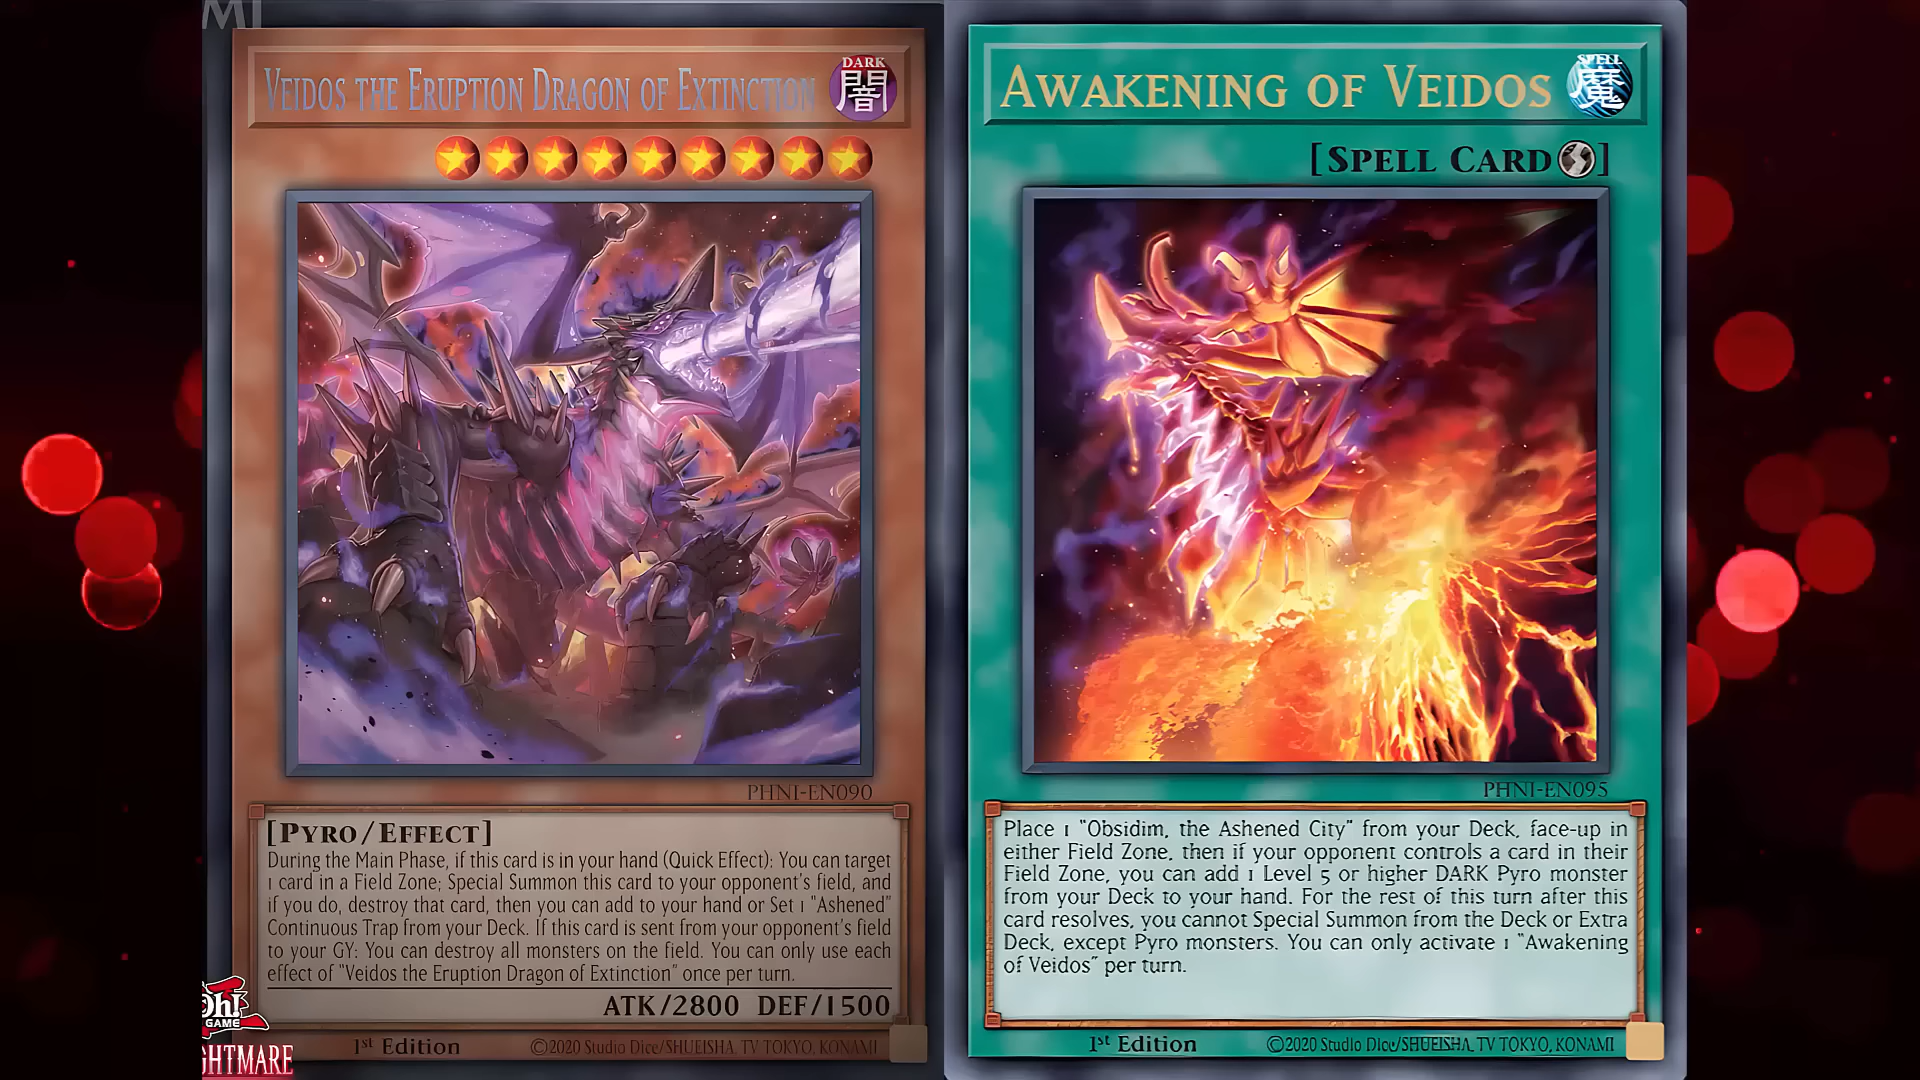 MI
VEIDOS THE ERUPTION DRAGON OF EXTINCTION
DARK
闇
PHNI-EN090
[PYRO/EFFECT]
During the Main Phase, if this card is in your hand (Quick Effect): You can target
1 card in a Field Zone; Special Summon this card to your opponent's field, and
if you do, destroy that card, then you can add to your hand or Set 1 "Ashened"
Continuous Trap from your Deck. If this card is sent from your opponent's field
to your GY: You can destroy all monsters on the field. You can only use each
effect of "Veidos the Eruption Dragon of Extinction" once per turn.
ATK/2800 DEF/1500
1st Edition
©2020 Studio Dice/SHUEISHA, TV TOKYO, KONAMI
Oh!
GAME
GHTMARE
AWAKENING OF VEIDOS
SPELL
魔
[SPELL CARD]
PHNI-EN095
Place 1 "Obsidim, the Ashened City" from your Deck, face-up in
either Field Zone, then if your opponent controls a card in their
Field Zone, you can add 1 Level 5 or higher DARK Pyro monster
from your Deck to your hand. For the rest of this turn after this
card resolves, you cannot Special Summon from the Deck or Extra
Deck, except Pyro monsters. You can only activate 1 "Awakening
of Veidos" per turn.
1st Edition
©2020 Studio Dice/SHUEISHA, TV TOKYO, KONAMI